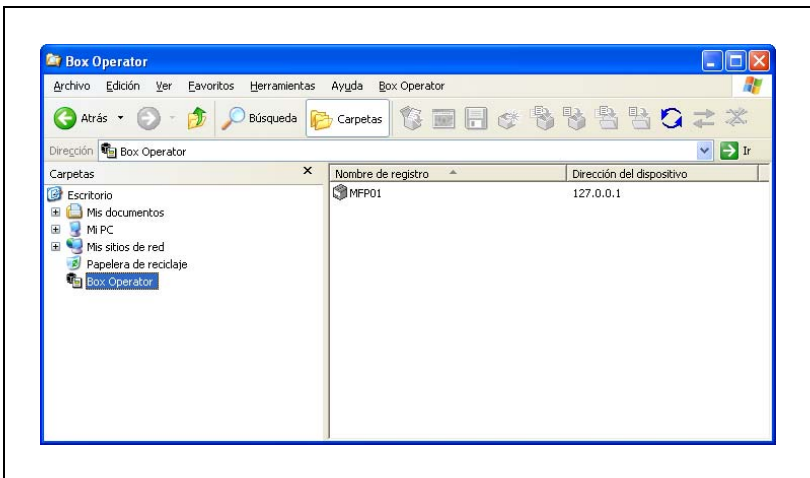 Box Operator
Archivo Edición Ver Favoritos Herramientas Ayuda Box Operator
Atrás Búsqueda Carpetas
Dirección Box Operator Ir
Carpetas
Nombre de registro Dirección del dispositivo
Escritorio
MFP01 127.0.0.1
Mis documentos
Mi PC
Mis sitios de red
Papelera de reciclaje
Box Operator